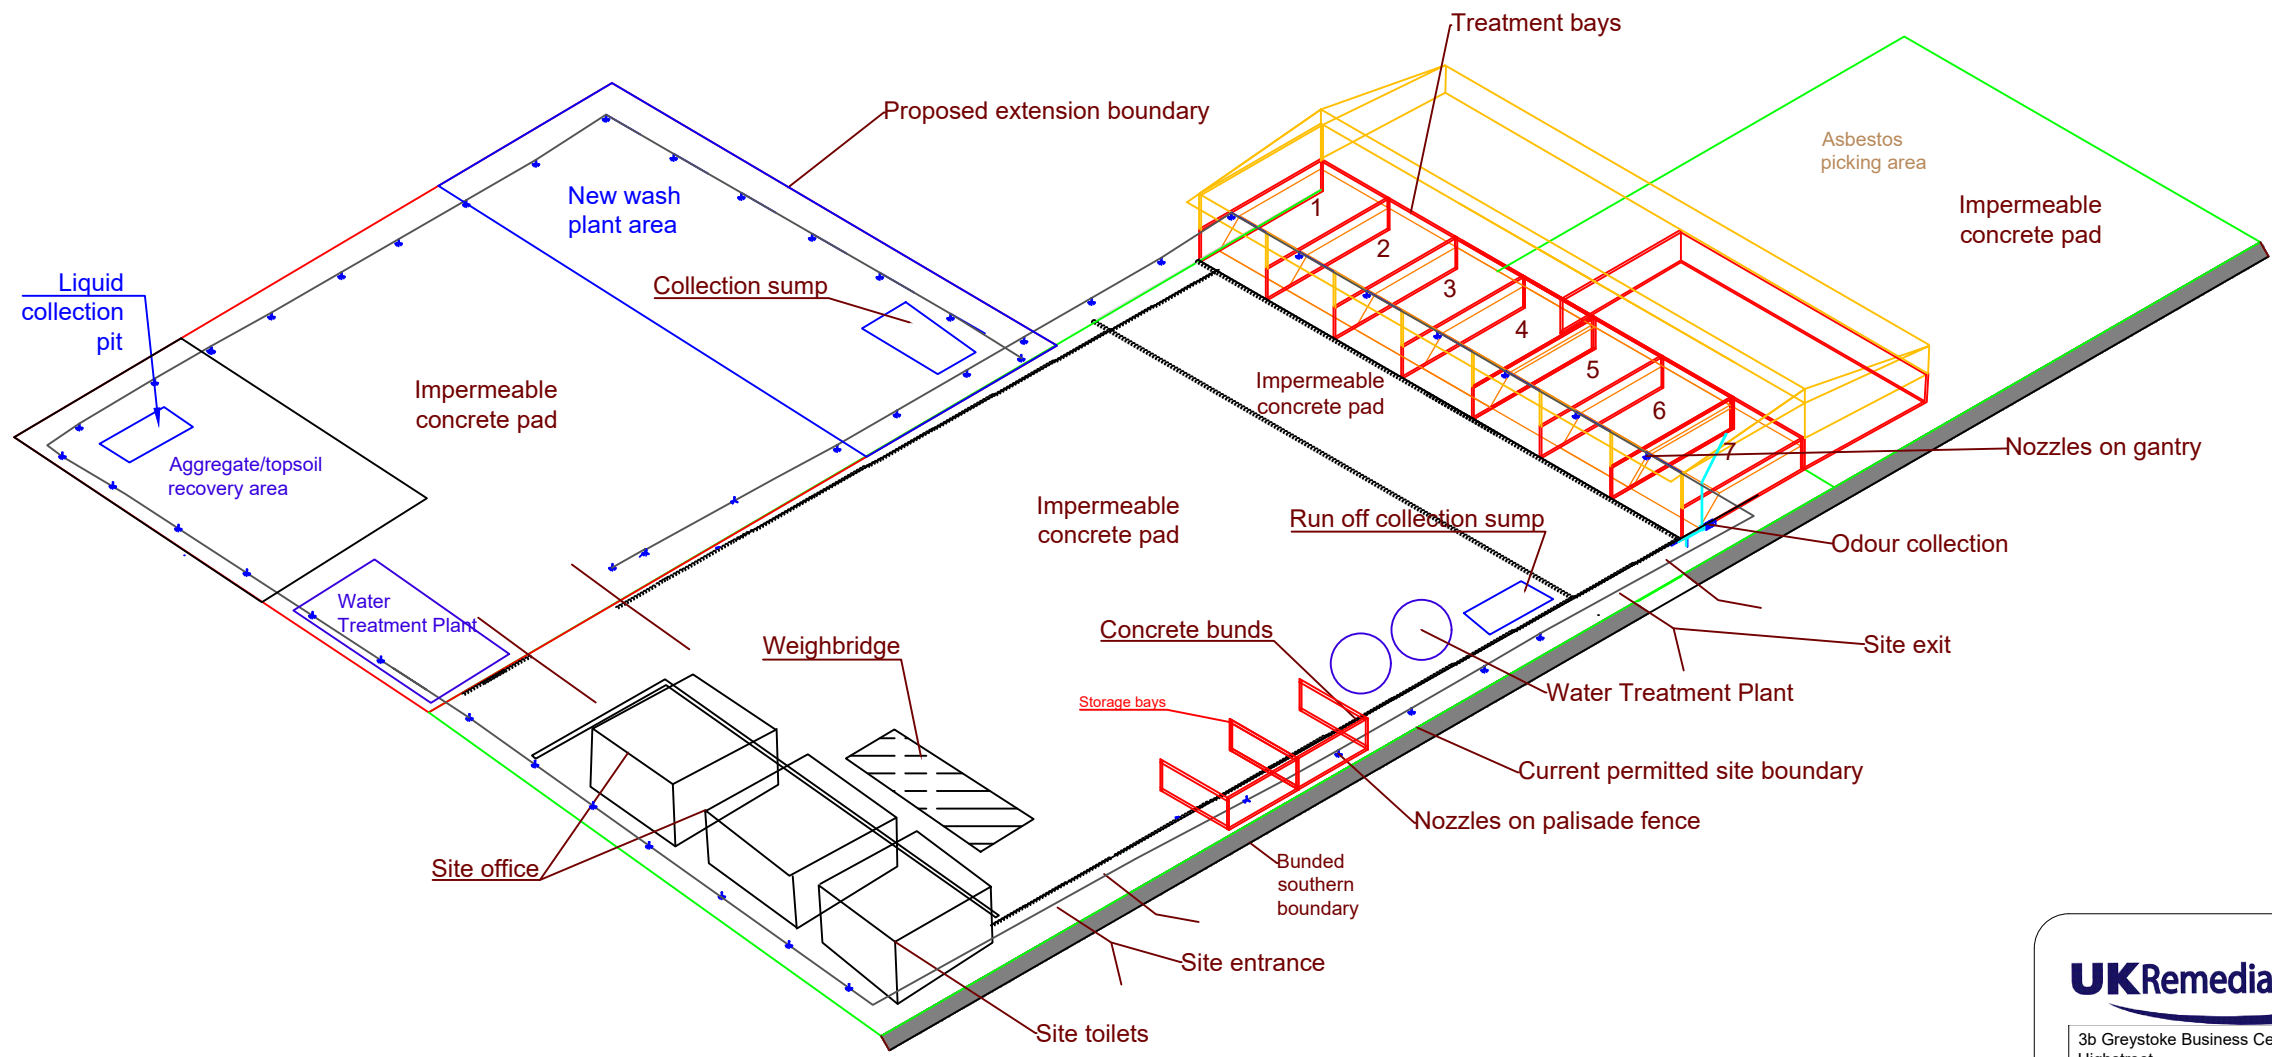 Treatment bays
Proposed extension boundary
Asbestos
picking area
New wash
plant area
Impermeable
concrete pad
1
2
3
4
5
6
7
Liquid
collection
pit
Collection sump
Impermeable
concrete pad
Impermeable
concrete pad
Nozzles on gantry
Aggregate/topsoil
recovery area
Impermeable
concrete pad
Run off collection sump
Odour collection
Water
Treatment Plant
Weighbridge
Concrete bunds
Site exit
Storage bays
Water Treatment Plant
Current permitted site boundary
Nozzles on palisade fence
Site office
Bunded
southern
boundary
Site entrance
Site toilets
UKRemedia
3b Greystoke Business Ce